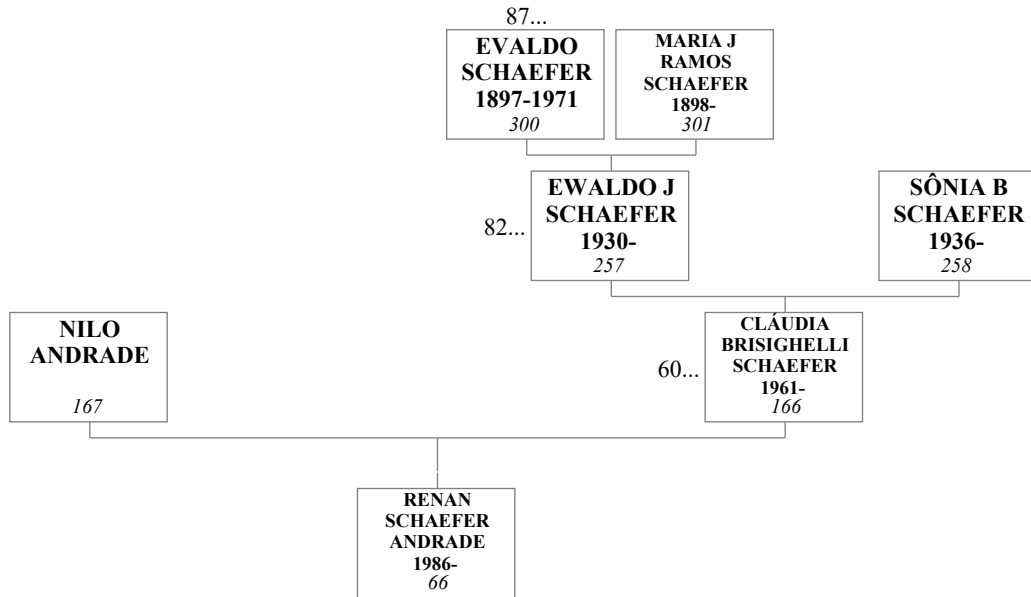 87...
EVALDO
SCHAEFER
1897-1971
300
MARIA J
RAMOS
SCHAEFER
1898-
301
82...
EWALDO J
SCHAEFER
1930-
257
SÔNIA B
SCHAEFER
1936-
258
NILO
ANDRADE
167
60...
CLÁUDIA
BRISIGHELLI
SCHAEFER
1961-
166
RENAN
SCHAEFER
ANDRADE
1986-
66